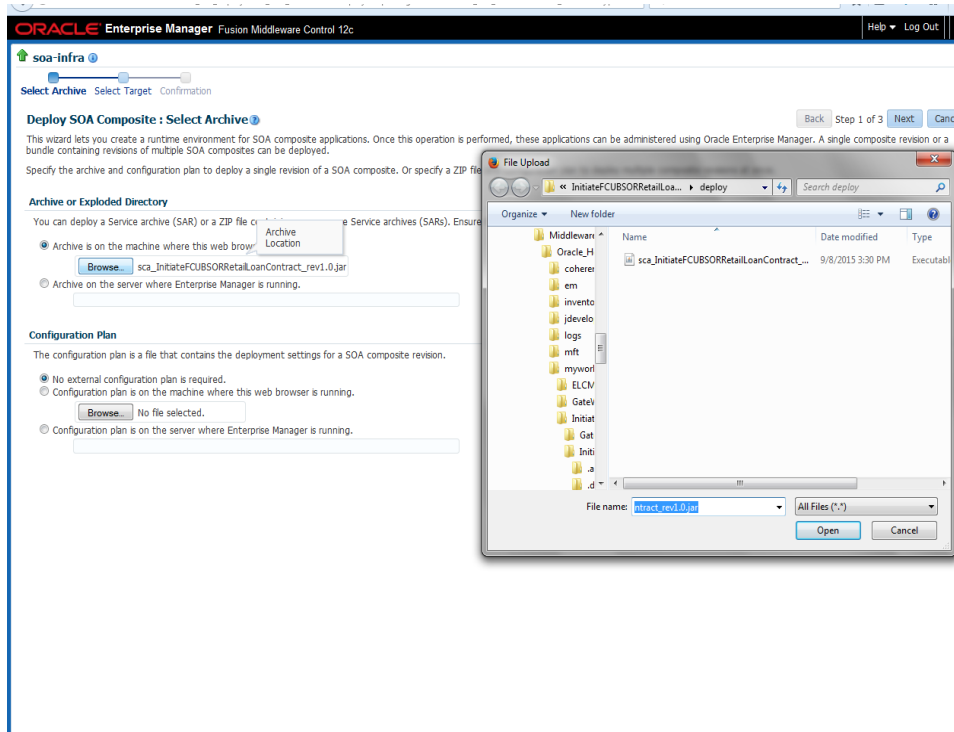 ORACLE Enterprise Manager Fusion Middleware Control 12c
Help Log Out
soa-infra
Select Archive Select Target Confirmation
Deploy SOA Composite : Select Archive
Back Step 1 of 3 Next Canc
This wizard lets you create a runtime environment for SOA composite applications. Once this operation is performed, these applications can be administered using Oracle Enterprise Manager. A single composite revision or a
bundle containing revisions of multiple SOA composites can be deployed.
Specify the archive and configuration plan to deploy a single revision of a SOA composite. Or specify a ZIP file
Archive or Exploded Directory
You can deploy a Service archive (SAR) or a ZIP file e Service archives (SARs). Ensure
Archive
Location
Archive is on the machine where this web brow
Browse... sca_InitiateFCUBSORRetailLoanContract_rev1.0.jar
Archive on the server where Enterprise Manager is running.
Configuration Plan
The configuration plan is a file that contains the deployment settings for a SOA composite revision.
No external configuration plan is required.
Configuration plan is on the machine where this web browser is running.
Browse... No file selected.
Configuration plan is on the server where Enterprise Manager is running.
File Upload
« InitiateFCUBSORRetailLoa... deploy
Search deploy
Organize New folder
Middleware
Oracle_H
coherer
em
invento
jdevelo
logs
mft
mywork
ELCM
GateW
Initiat
Gat
Initi
.a
.d
Name Date modified Type
sca_InitiateFCUBSORRetailLoanContract_... 9/8/2015 3:30 PM Executabl
File name: ntract_rev1.0.jar
All Files (*.*)
Open Cancel